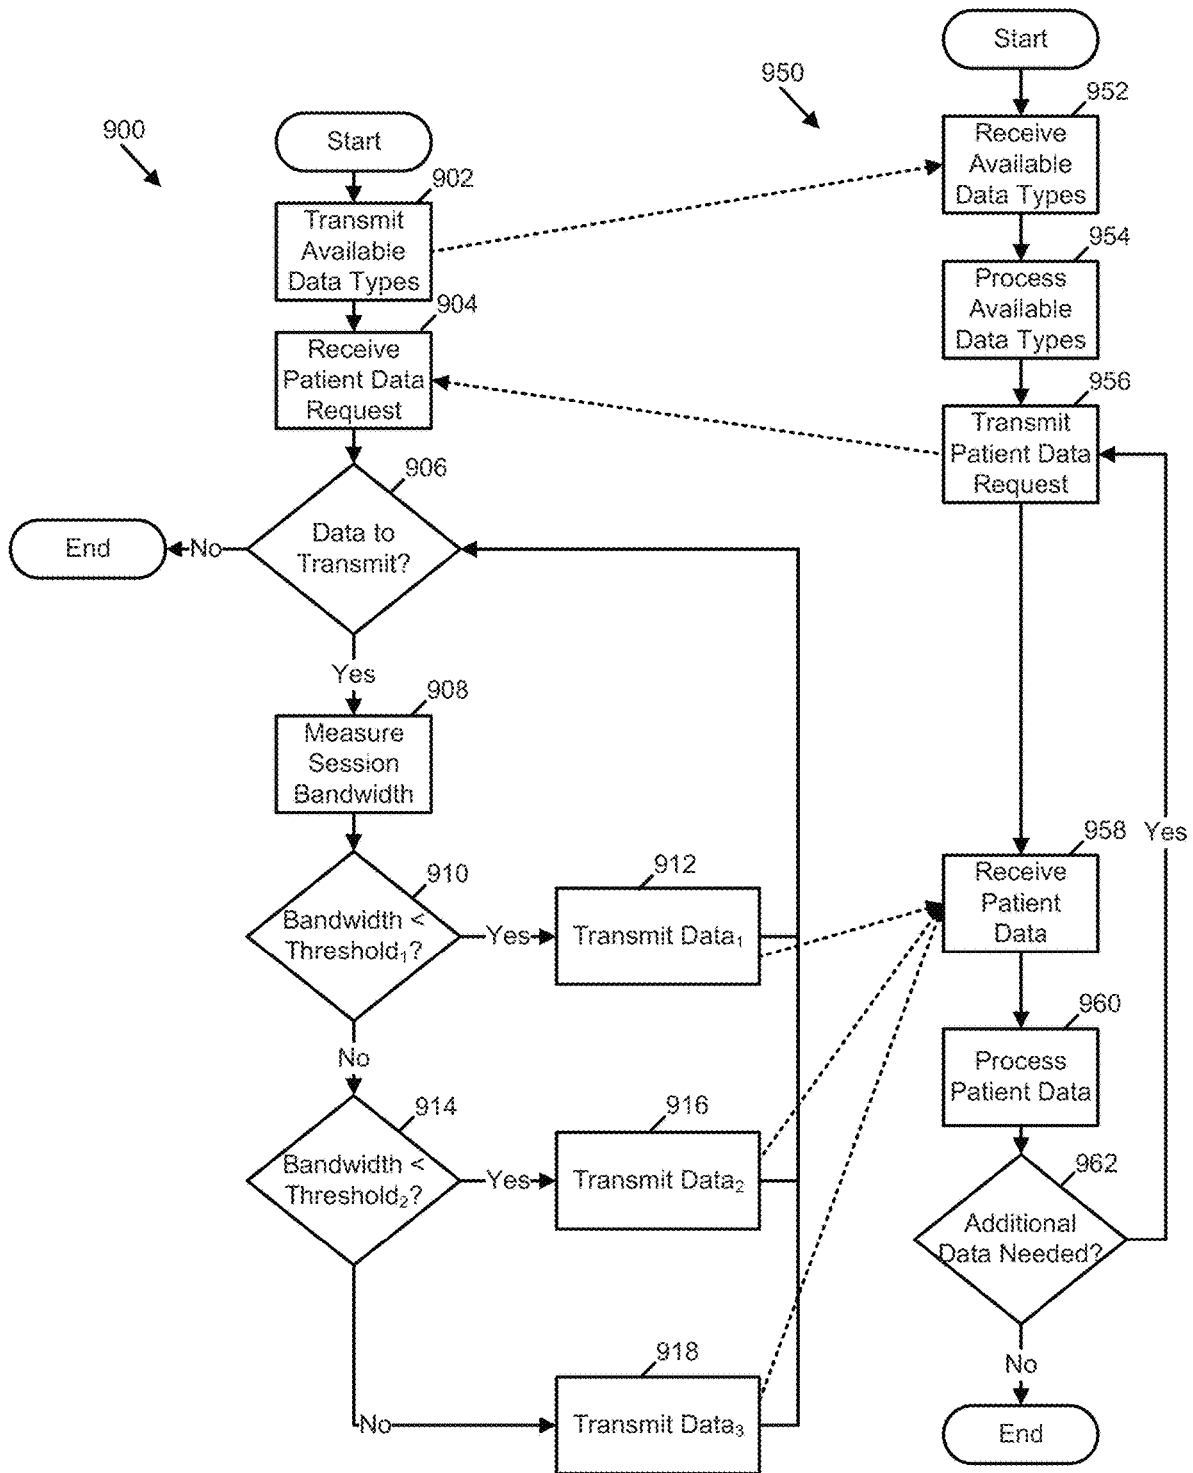 900
Start
902
Transmit
Available
Data Types
904
Receive
Patient Data
Request
906
Data to
Transmit?
No
End
Yes
908
Measure
Session
Bandwidth
910
Bandwidth <
Threshold₁?
Yes
912
Transmit Data₁
No
914
Bandwidth <
Threshold₂?
Yes
916
Transmit Data₂
No
918
Transmit Data₃
950
Start
952
Receive
Available
Data Types
954
Process
Available
Data Types
956
Transmit
Patient Data
Request
958
Receive
Patient
Data
960
Process
Patient Data
962
Additional
Data Needed?
Yes
No
End